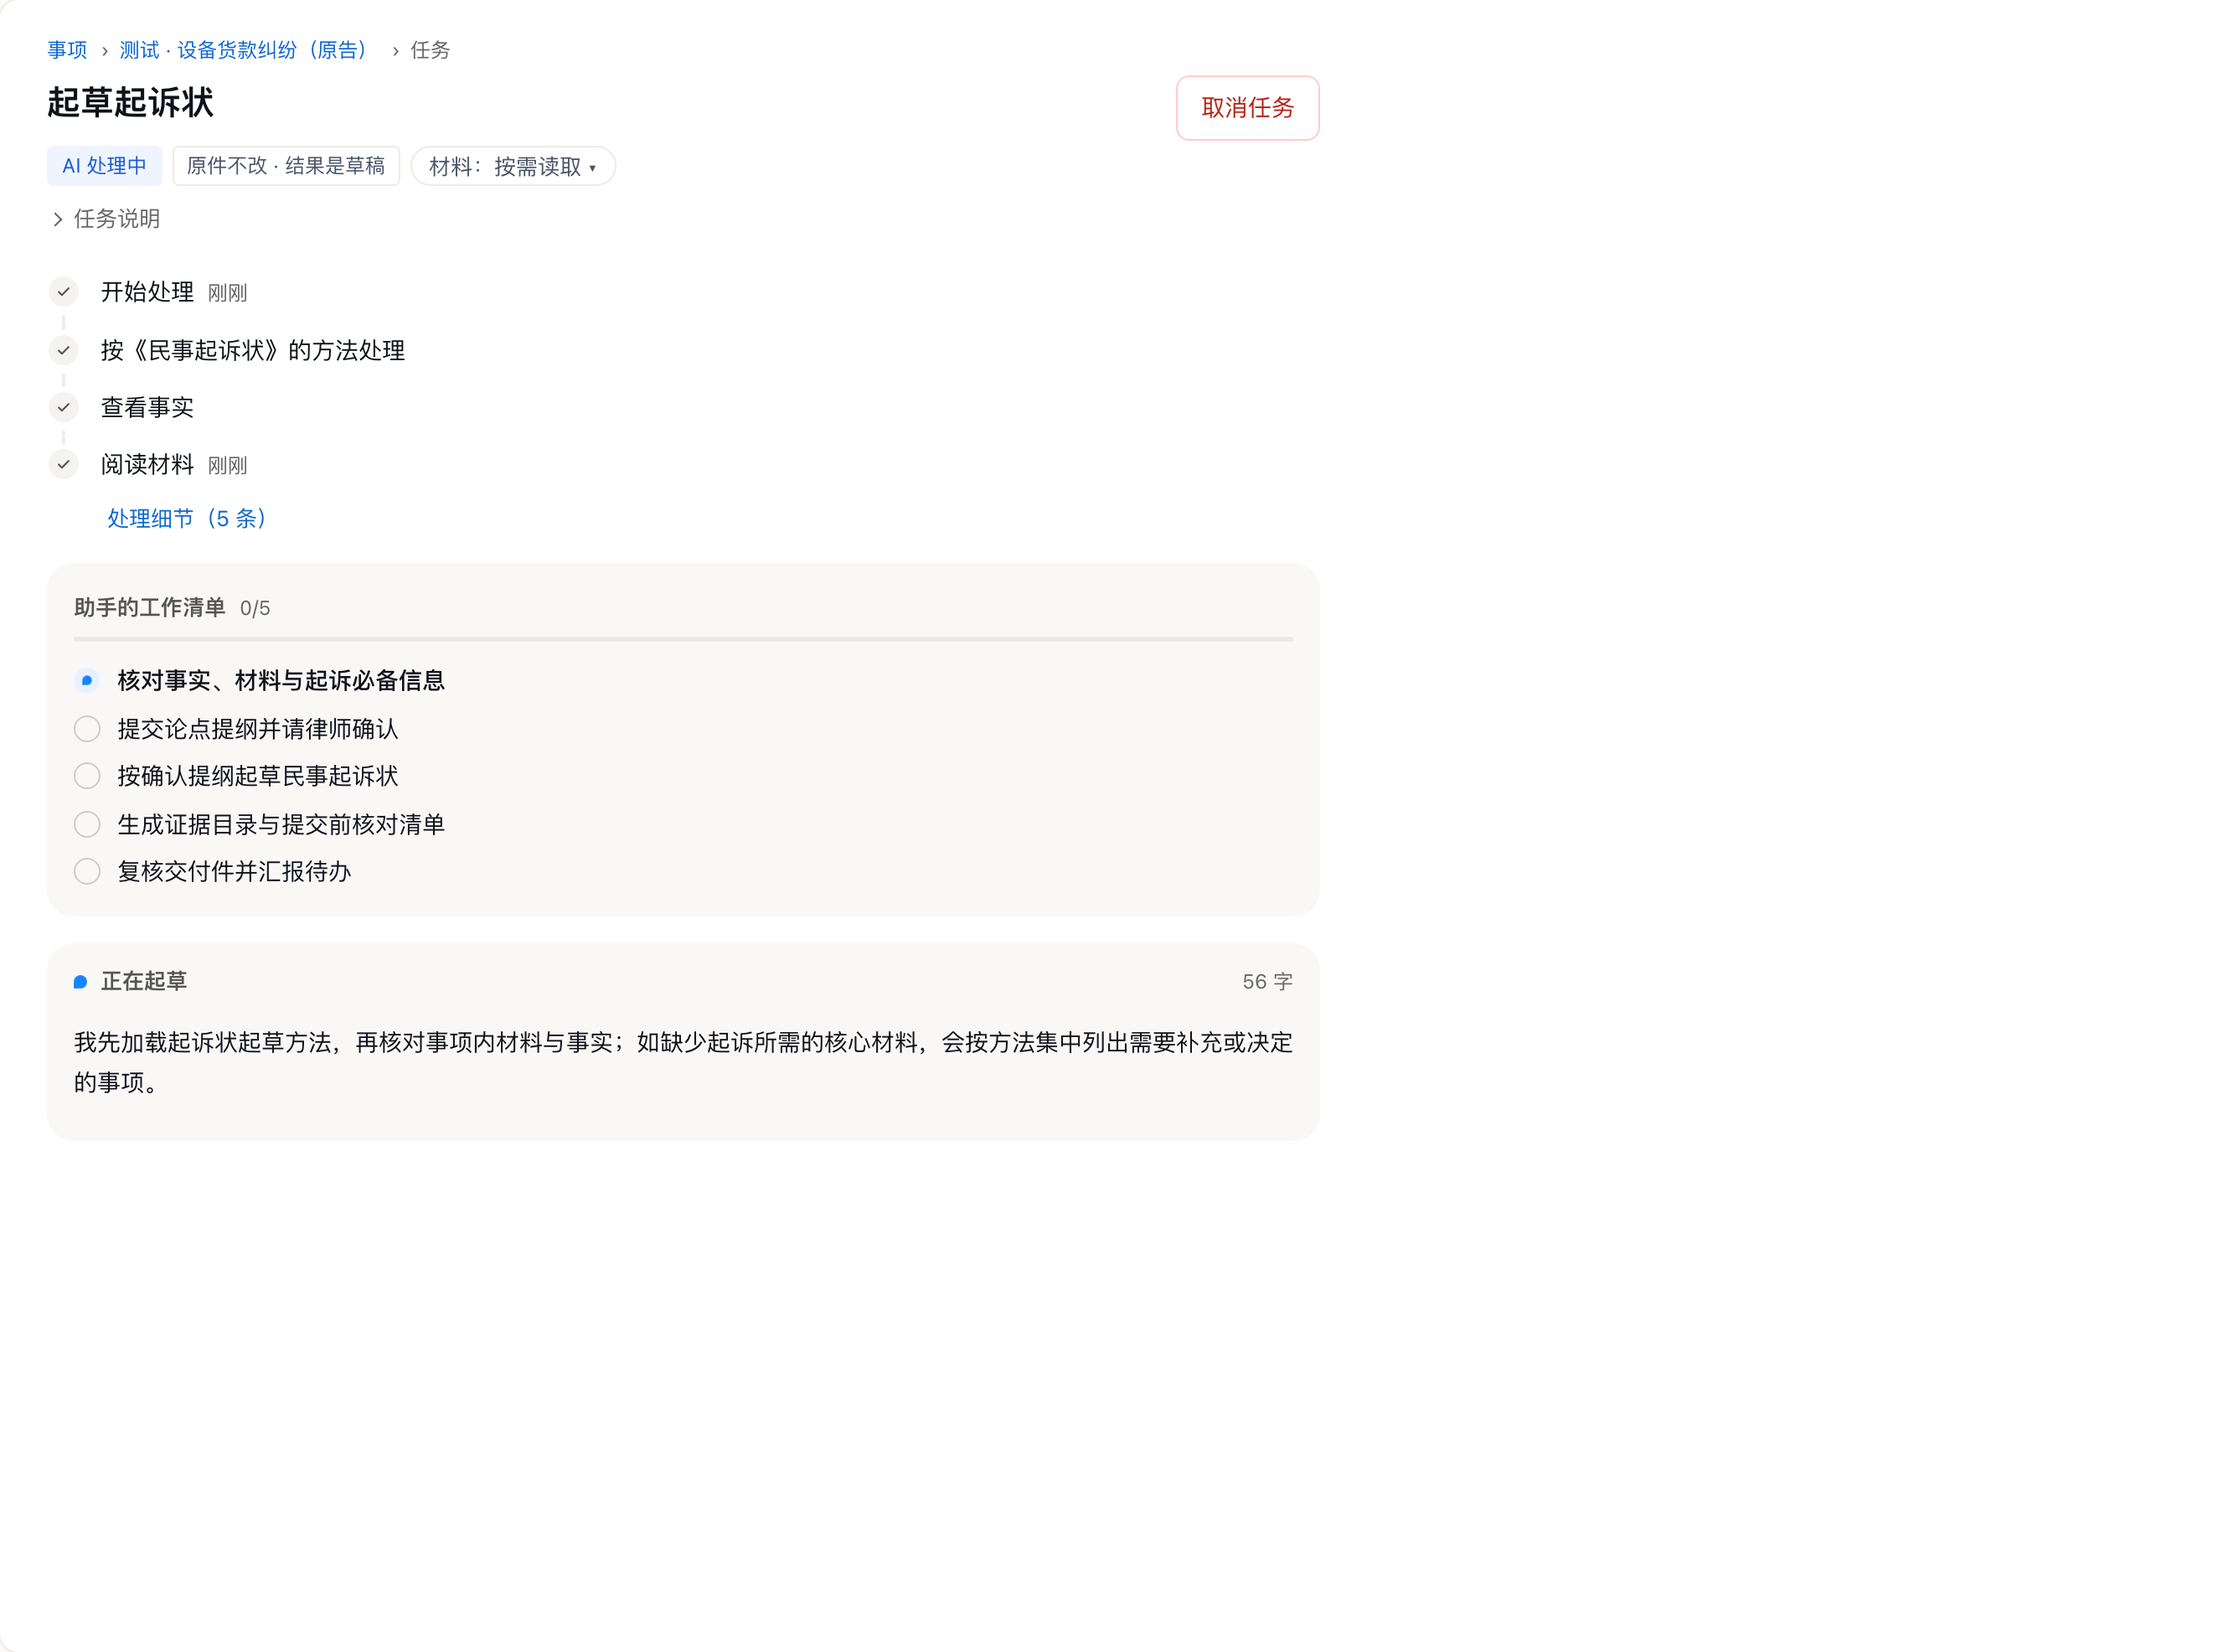 事项 › 测试 · 设备货款纠纷（原告） › 任务
起草起诉状
取消任务
AI 处理中
原件不改 · 结果是草稿
材料：按需读取 ▾
任务说明
开始处理 刚刚
按《民事起诉状》的方法处理
查看事实
阅读材料 刚刚
处理细节（5 条）
助手的工作清单 0/5
核对事实、材料与起诉必备信息
提交论点提纲并请律师确认
按确认提纲起草民事起诉状
生成证据目录与提交前核对清单
复核交付件并汇报待办
正在起草
56 字
我先加载起诉状起草方法，再核对事项内材料与事实；如缺少起诉所需的核心材料，会按方法集中列出需要补充或决定
的事项。